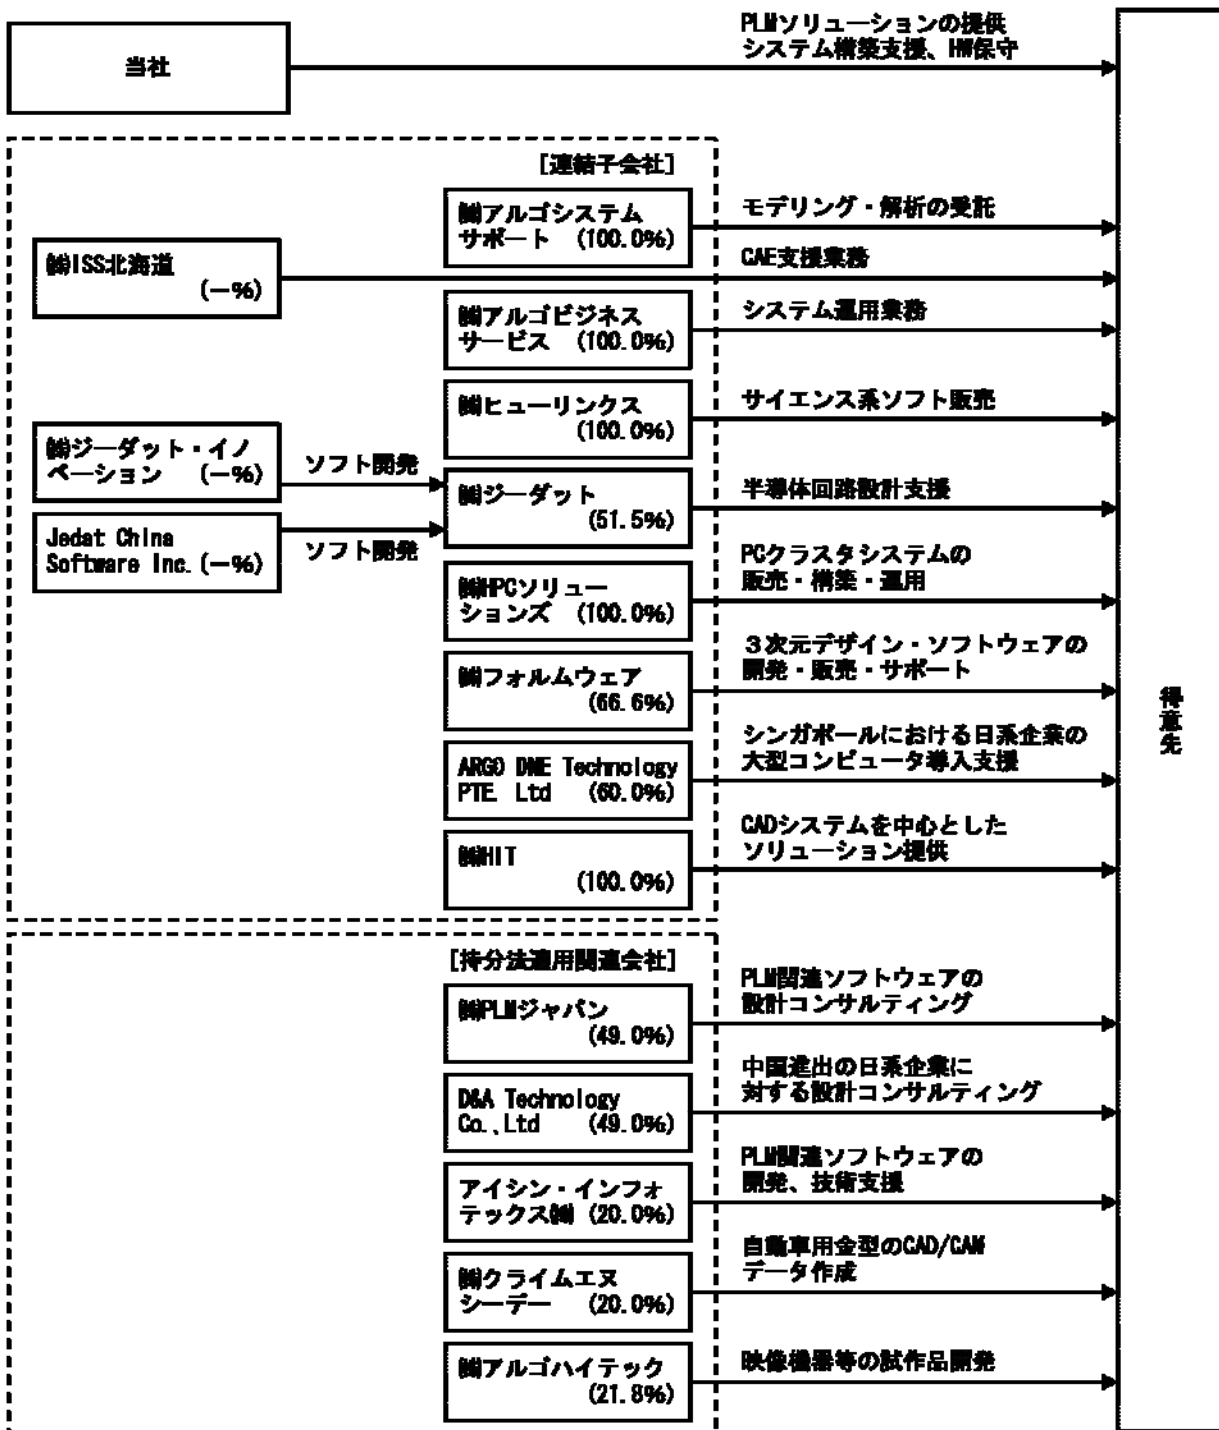 PLMソリューションの提供
システム構築支援、HW保守
当社
[連結子会社]
㈱アルゴシステム
サポート (100.0%)
モデリング・解析の受託
㈱ISS北海道
(－%)
CAE支援業務
㈱アルゴビジネス
サービス (100.0%)
システム運用業務
㈱ヒューリンクス
(100.0%)
サイエンス系ソフト販売
㈱ジーダット・イノ
ベーション (－%)
ソフト開発
㈱ジーダット
(51.5%)
半導体回路設計支援
Jedat China
Software Inc.(－%)
ソフト開発
㈱HPCソリュー
ションズ (100.0%)
PCクラスタシステムの
販売・構築・運用
㈱フォルムウェア
(66.6%)
３次元デザイン・ソフトウェアの
開発・販売・サポート
ARGO DME Technology
PTE. Ltd (60.0%)
シンガポールにおける日系企業の
大型コンピュータ導入支援
㈱HIT
(100.0%)
CADシステムを中心とした
ソリューション提供
[持分法適用関連会社]
㈱PLMジャパン
(49.0%)
PLM関連ソフトウェアの
設計コンサルティング
D&A Technology
Co.,Ltd (49.0%)
中国進出の日系企業に
対する設計コンサルティング
アイシン・インフォ
テックス㈱ (20.0%)
PLM関連ソフトウェアの
開発、技術支援
㈱クライムエヌ
シーデー (20.0%)
自動車用金型のCAD/CAM
データ作成
㈱アルゴハイテック
(21.8%)
映像機器等の試作品開発
得意先